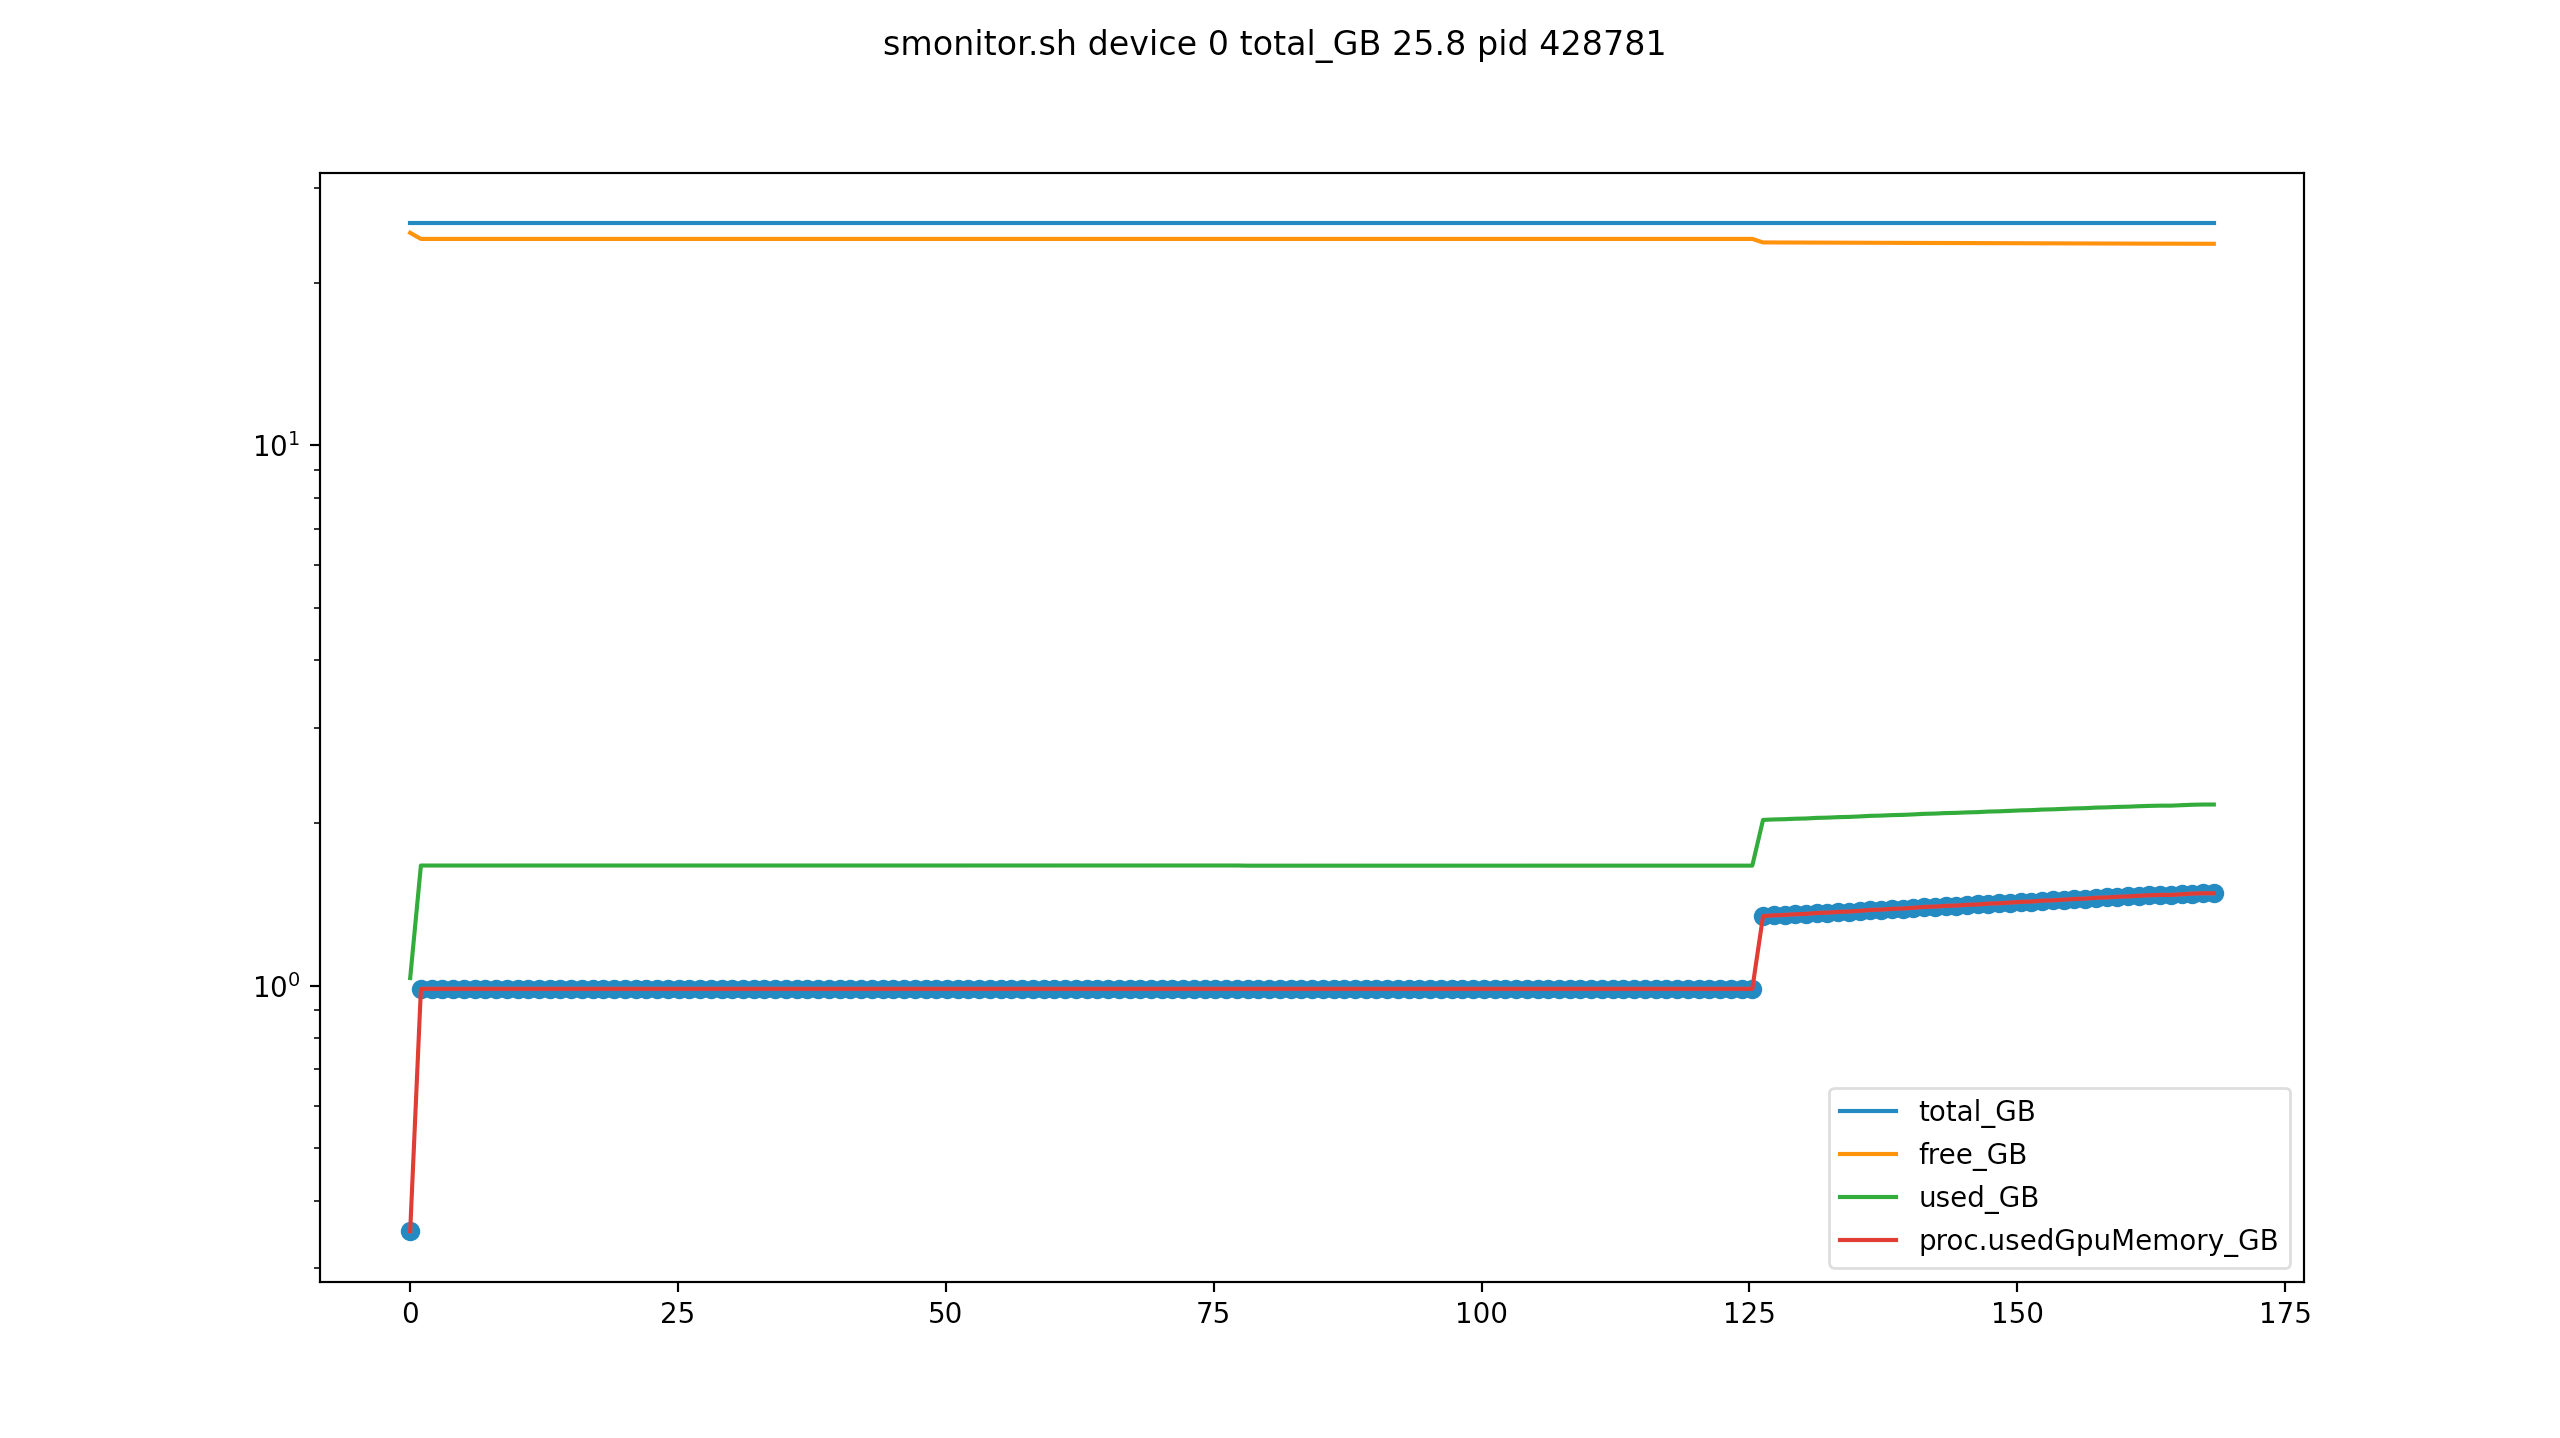 smonitor.sh device 0 total_GB 25.8 pid 428781
10¹
10⁰
0 25 50 75 100 125 150 175
total_GB
free_GB
used_GB
proc.usedGpuMemory_GB